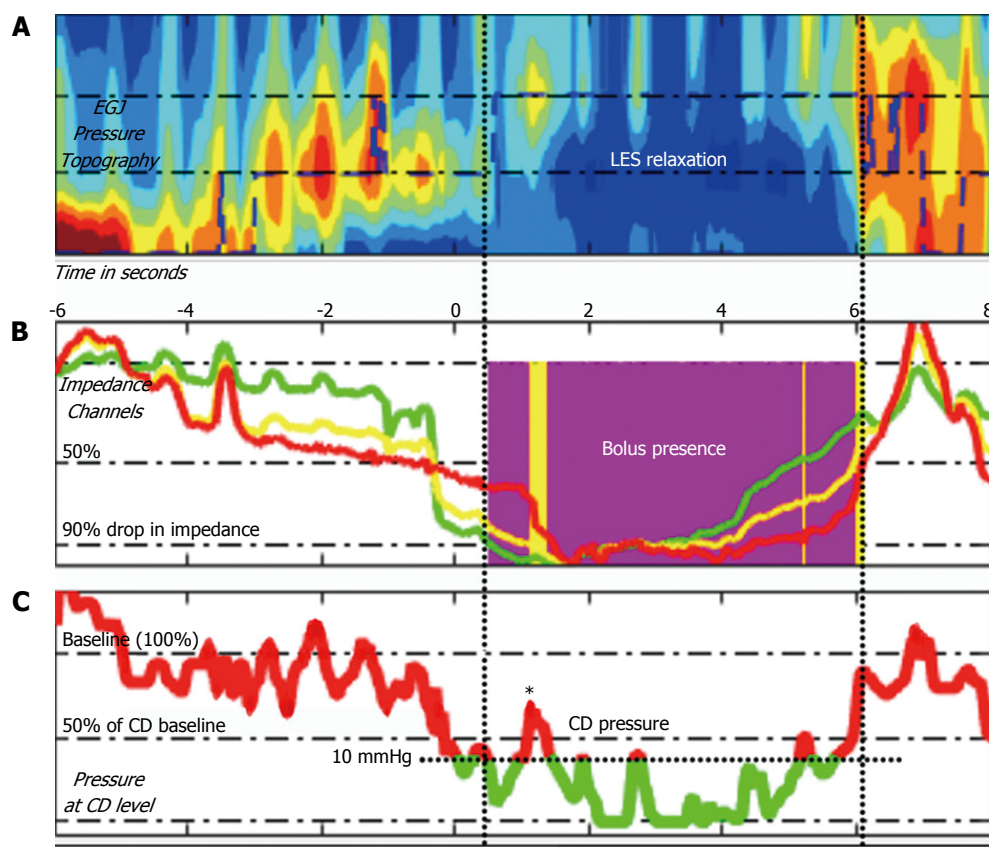 A
EGJ
Pressure
Topography
LES relaxation
Time in seconds
-6 -4 -2 0 2 4 6 8
B
Impedance
Channels
50%
Bolus presence
90% drop in impedance
C
Baseline (100%)
*
50% of CD baseline
CD pressure
10 mmHg
Pressure
at CD level